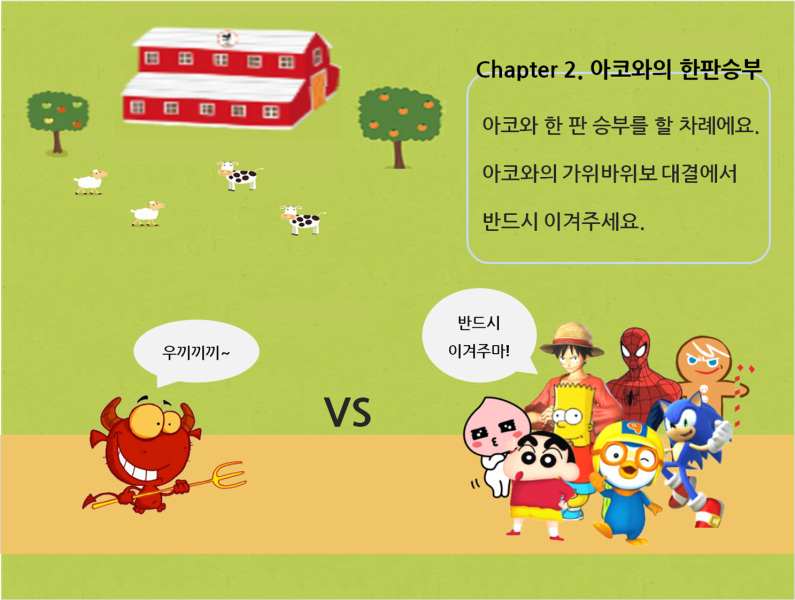 Chapter 2. 아코와의 한판승부
아코와 한 판 승부를 할 차례에요.
아코와의 가위바위보 대결에서
반드시 이겨주세요.
우끼끼끼~
반드시
이겨주마!
VS